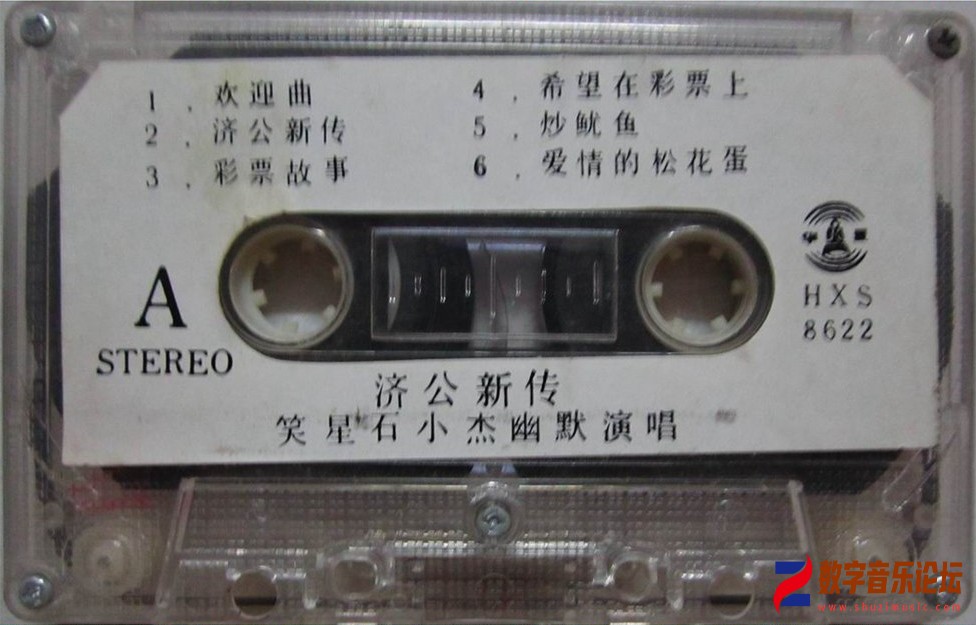 1 . 欢迎曲
2 . 济公新传
3 . 彩票故事
4 . 希望在彩票上
5 . 炒鱿鱼
6 . 爱情的松花蛋
A
STEREO
HXS
8622
济公新传
笑星石小杰幽默演唱
数字音乐论坛